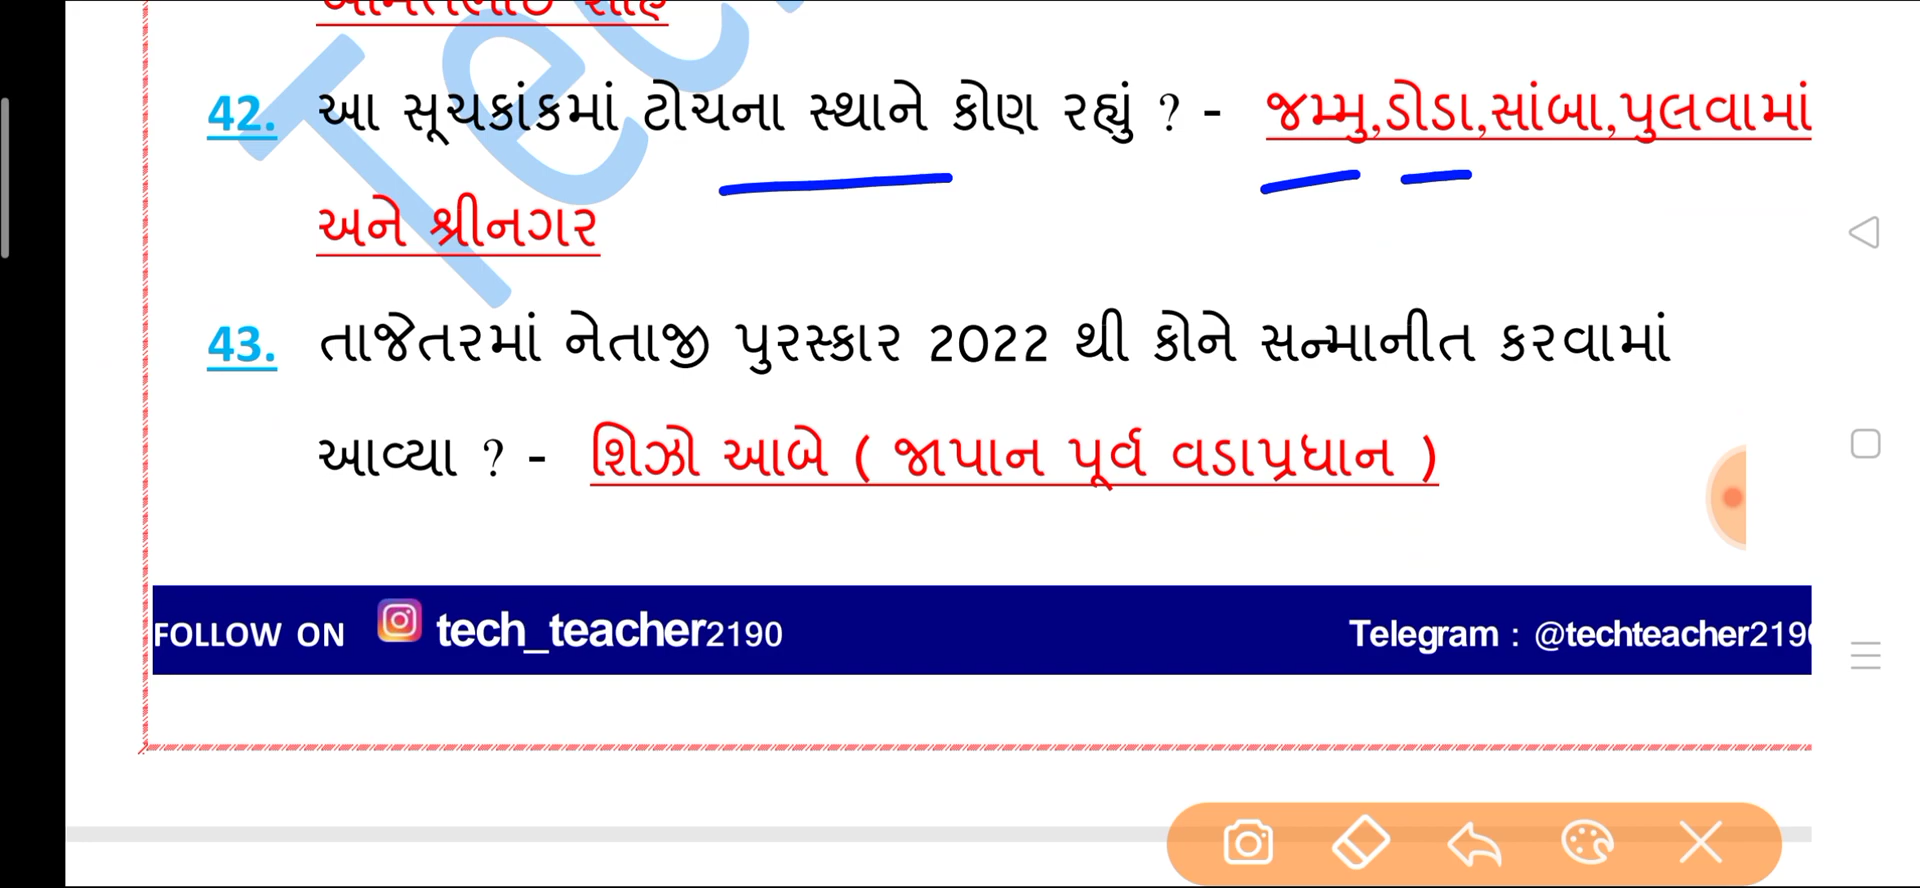 42. આ સૂચકાંકમાં ટોચના સ્થાને કોણ રહ્યું ? - જમ્મુ,ડોડા,સાંબા,પુલવામાં
અને શ્રીનગર
43. તાજેતરમાં નેતાજી પુરસ્કાર 2022 થી કોને સન્માનીત કરવામાં
આવ્યા ? - શિઝો આબે ( જાપાન પૂર્વ વડાપ્રધાન )
FOLLOW ON tech_teacher2190 Telegram : @techteacher219